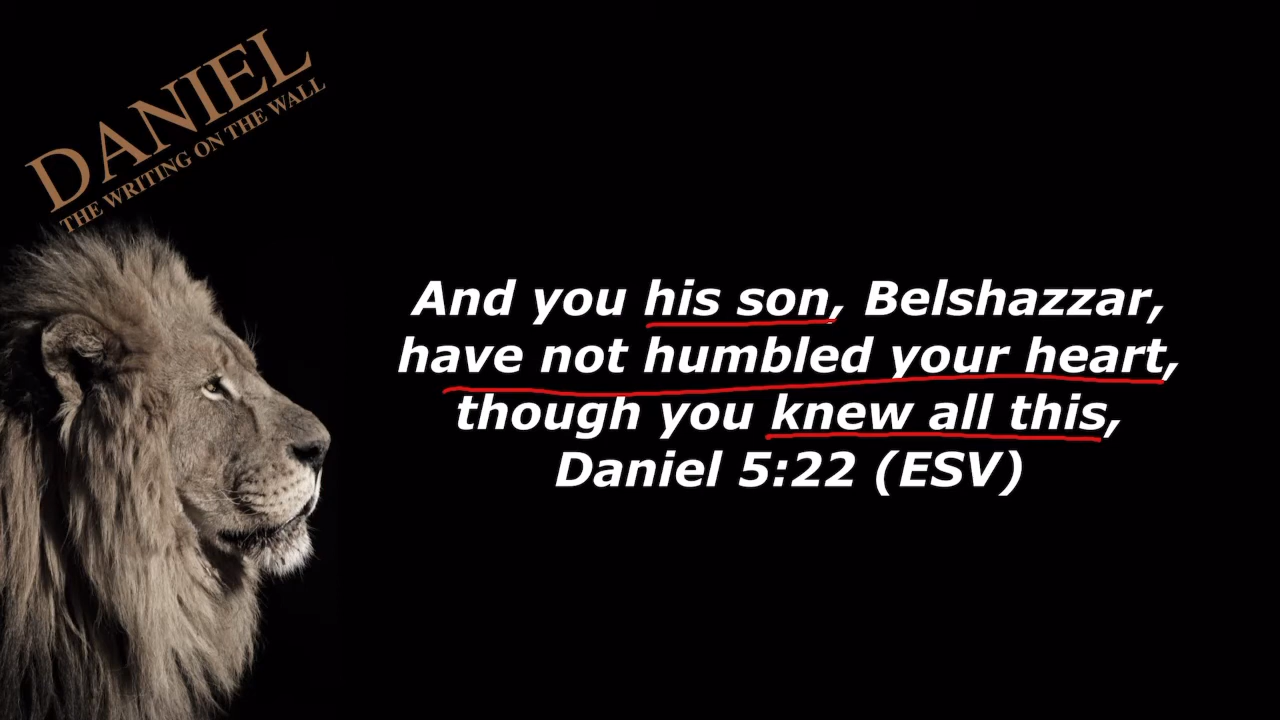 DANIEL
THE WRITING ON THE WALL
And you his son, Belshazzar,
have not humbled your heart,
though you knew all this,
Daniel 5:22 (ESV)